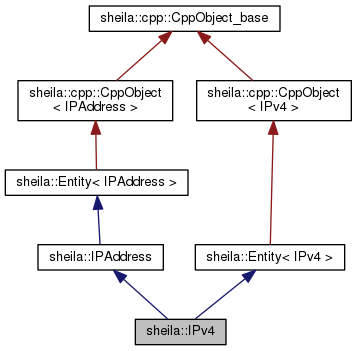 sheila::cpp::CppObject_base
sheila::cpp::CppObject
< IPAddress >
sheila::cpp::CppObject
< IPv4 >
sheila::Entity< IPAddress >
sheila::IPAddress
sheila::Entity< IPv4 >
sheila::IPv4